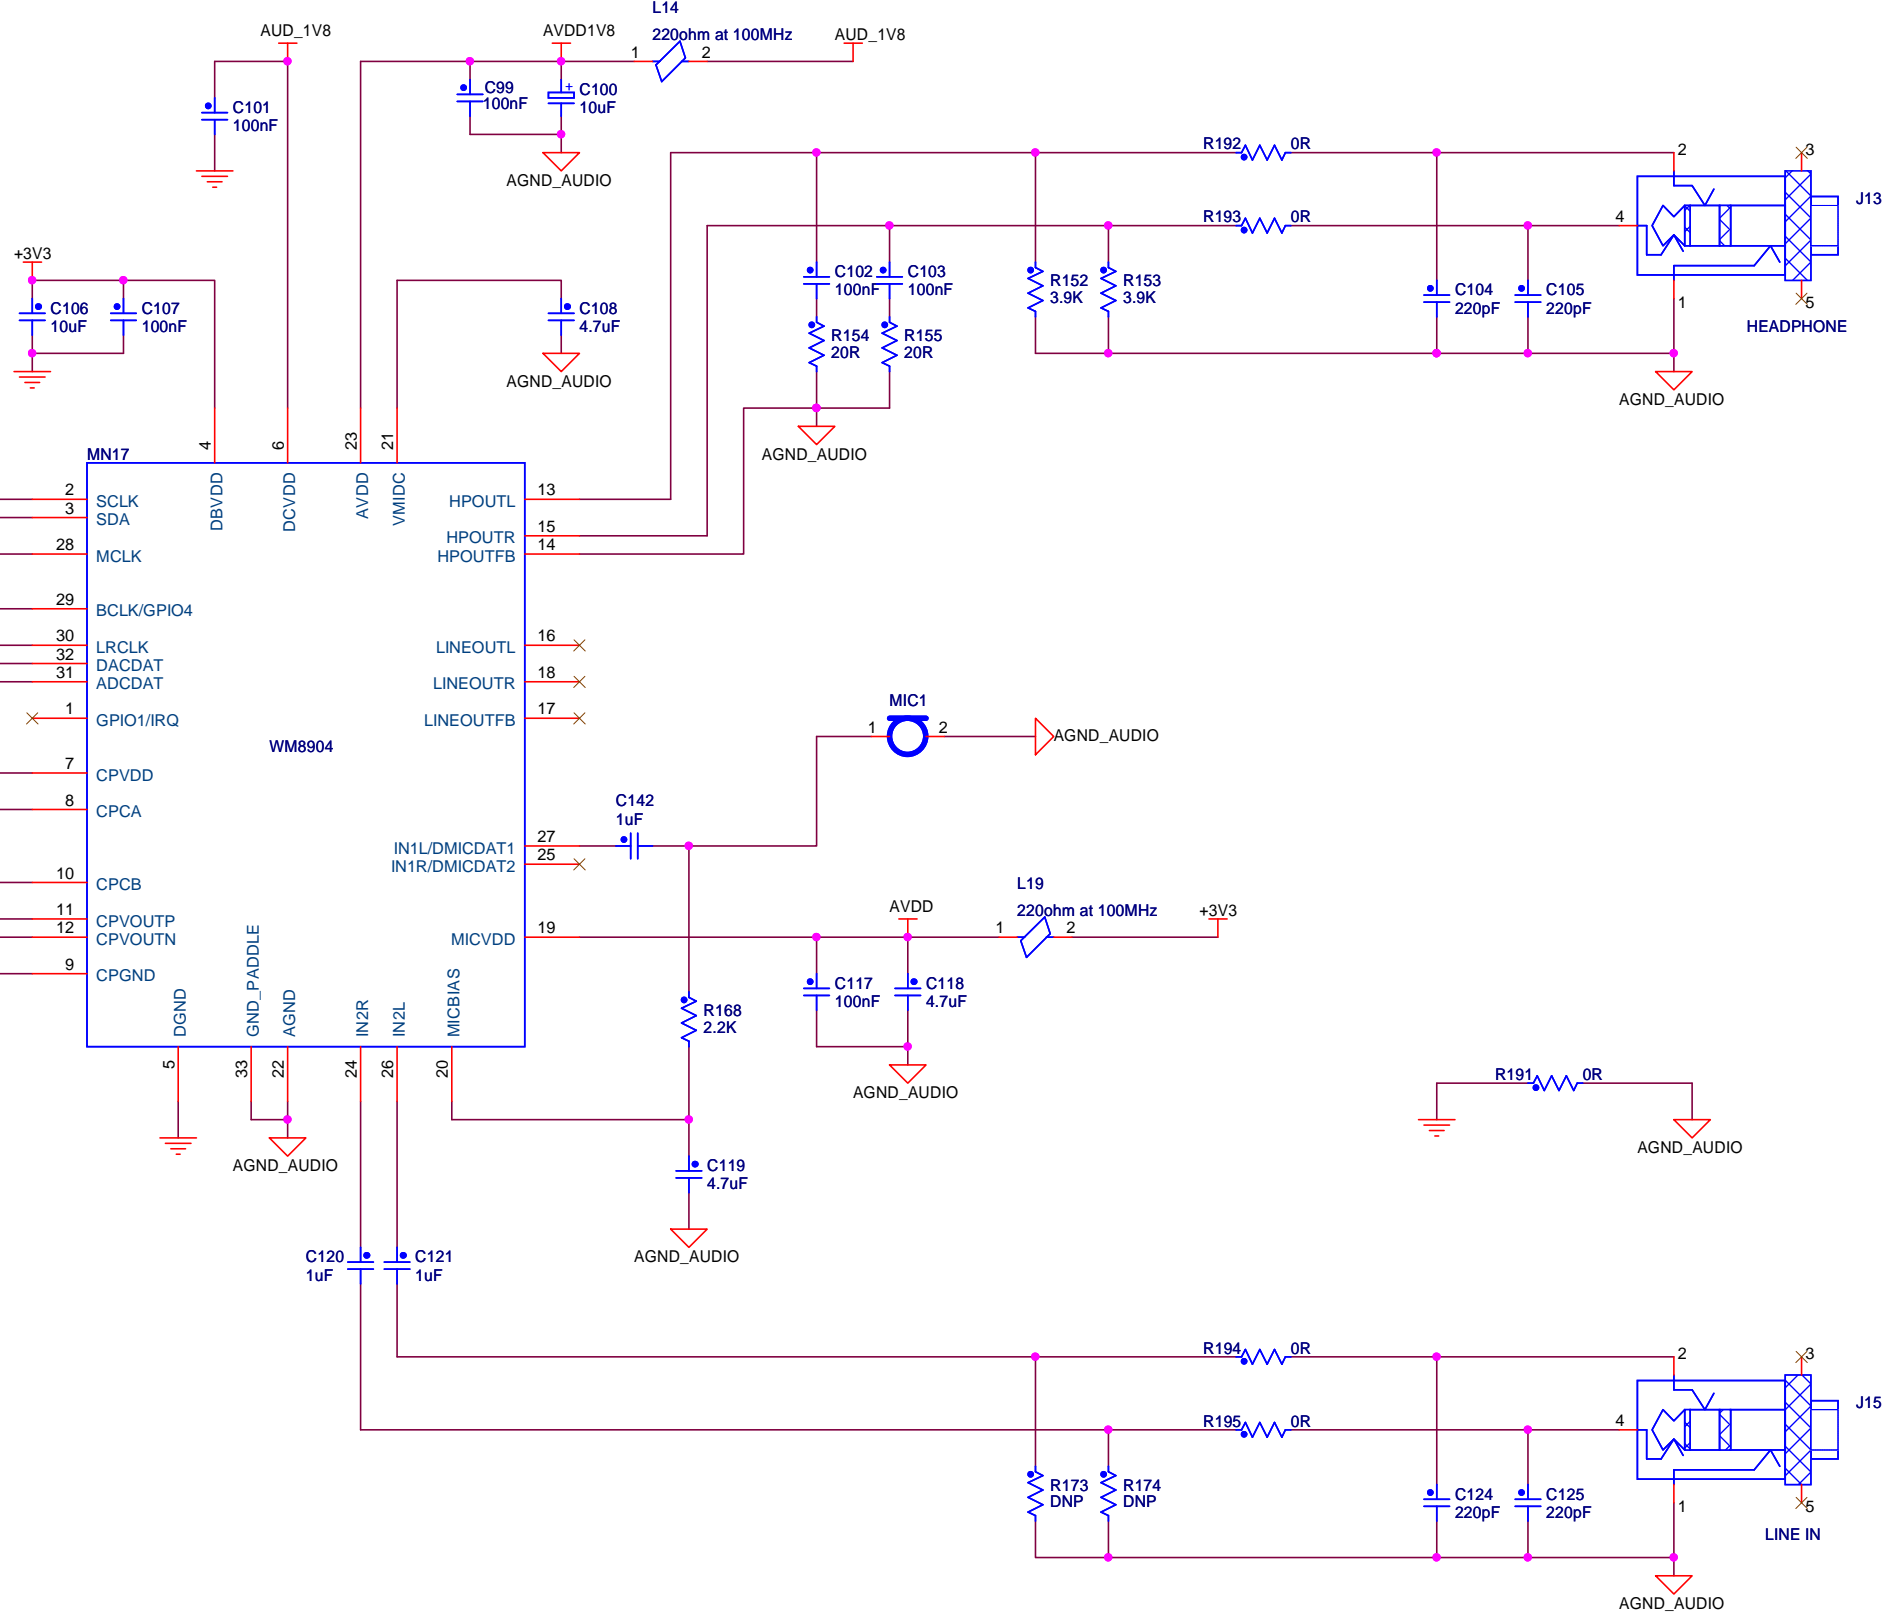 L14
AUD_1V8
AVDD1V8
220ohm at 100MHz
AUD_1V8
1
2
C99
100nF
+
C100
10uF
C101
100nF
AGND_AUDIO
R192
0R
2
3
J13
R193
0R
4
+3V3
C106
10uF
C107
100nF
C108
4.7uF
C102
100nF
C103
100nF
R152
3.9K
R153
3.9K
C104
220pF
C105
220pF
1
5
HEADPHONE
R154
20R
R155
20R
AGND_AUDIO
AGND_AUDIO
AGND_AUDIO
MN17
4
6
23
21
DBVDD
DCVDD
AVDD
VMIDC
2
SCLK
3
SDA
28
MCLK
29
BCLK/GPIO4
30
LRCLK
32
DACDAT
31
ADCDAT
1
GPIO1/IRQ
WM8904
7
CPVDD
8
CPCA
10
CPCB
11
CPVOUTP
12
CPVOUTN
9
CPGND
HPOUTL
13
HPOUTR
15
HPOUTFB
14
LINEOUTL
16
LINEOUTR
18
LINEOUTFB
17
MIC1
1
2
AGND_AUDIO
C142
1uF
IN1L/DMICDAT1
27
IN1R/DMICDAT2
25
MICVDD
19
AVDD
L19
220ohm at 100MHz
+3V3
1
2
C117
100nF
C118
4.7uF
AGND_AUDIO
R168
2.2K
DGND
GND_PADDLE
AGND
IN2R
IN2L
MICBIAS
5
33
22
24
26
20
AGND_AUDIO
R191
0R
AGND_AUDIO
C119
4.7uF
AGND_AUDIO
C120
1uF
C121
1uF
R194
0R
2
3
J15
R195
0R
4
R173
DNP
R174
DNP
C124
220pF
C125
220pF
1
5
LINE IN
AGND_AUDIO